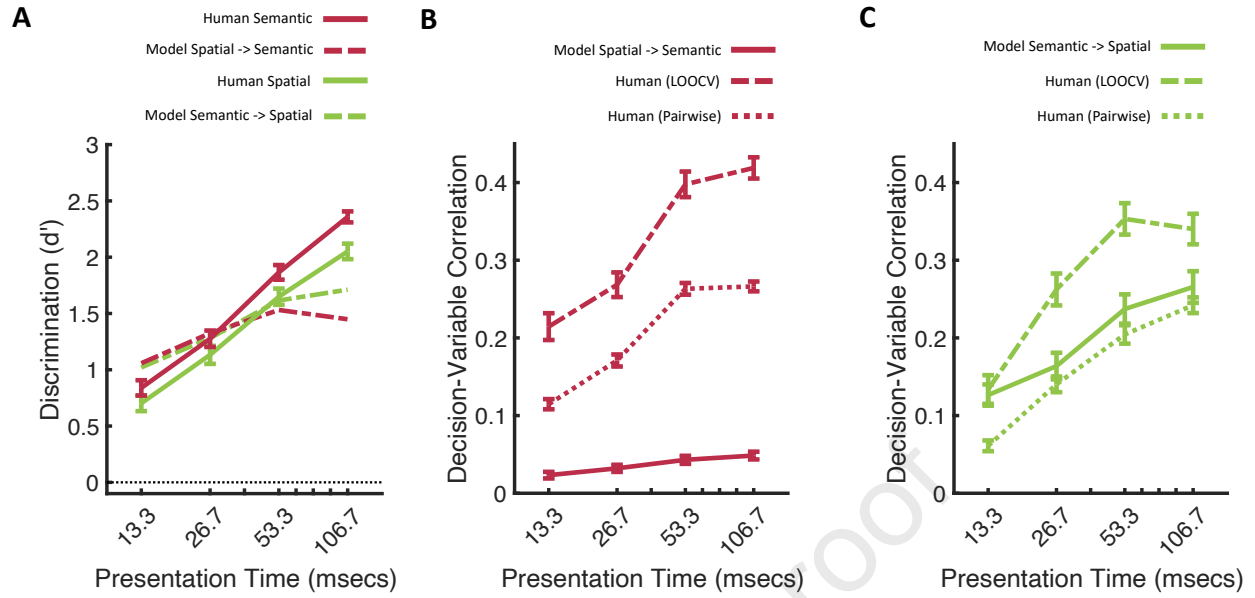 A
Human Semantic
Model Spatial -> Semantic
Human Spatial
Model Semantic -> Spatial
3
2.5
2
1.5
1
0.5
0
Discrimination (d')
13.3
26.7
53.3
106.7
Presentation Time (msecs)
B
Model Spatial -> Semantic
Human (LOOCV)
Human (Pairwise)
0.4
0.3
0.2
0.1
0
Decision-Variable Correlation
13.3
26.7
53.3
106.7
Presentation Time (msecs)
C
Model Semantic -> Spatial
Human (LOOCV)
Human (Pairwise)
0.4
0.3
0.2
0.1
0
Decision-Variable Correlation
13.3
26.7
53.3
106.7
Presentation Time (msecs)
roof